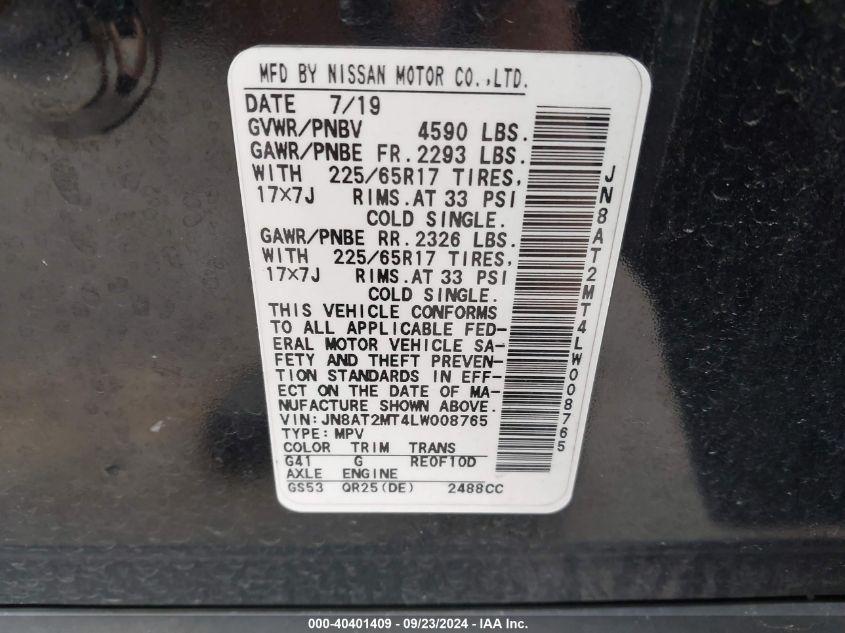 MFD BY NISSAN MOTOR CO.,LTD.
DATE 7/19
GVWR/PNBV 4590 LBS.
GAWR/PNBE FR. 2293 LBS.
WITH 225/65R17 TIRES,
17×7J RIMS. AT 33 PSI
COLD SINGLE.
GAWR/PNBE RR. 2326 LBS.
WITH 225/65R17 TIRES,
17×7J RIMS. AT 33 PSI
COLD SINGLE.
THIS VEHICLE CONFORMS
TO ALL APPLICABLE FED-
ERAL MOTOR VEHICLE SA-
FETY AND THEFT PREVEN-
TION STANDARDS IN EFF-
ECT ON THE DATE OF MA-
NUFACTURE SHOWN ABOVE.
VIN:JN8AT2MT4LW008765
TYPE: MPV
COLOR TRIM TRANS
G41 G RE0F10D
AXLE ENGINE
GS53 QR25(DE) 2488CC
JN8AT2MT4LW008765
000-40401409 - 09/23/2024 - IAA Inc.